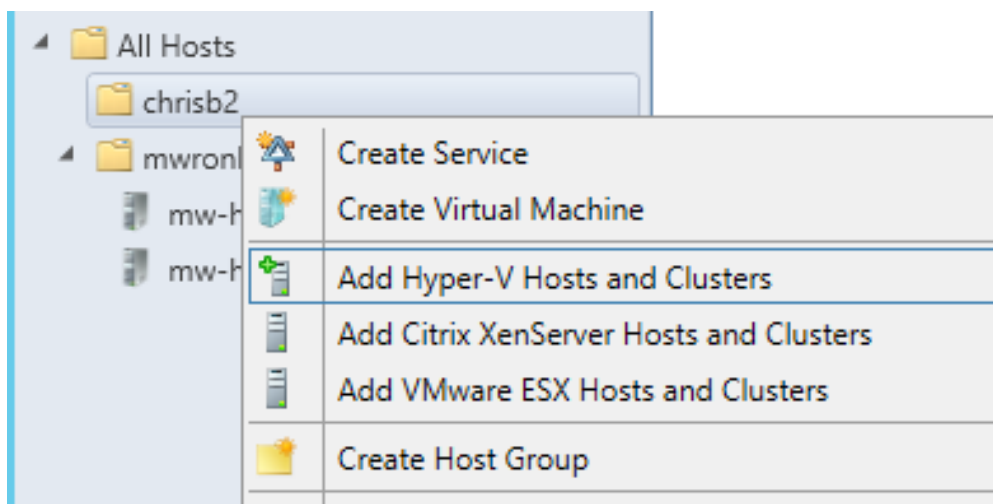 All Hosts
chrisb2
Create Service
Create Virtual Machine
Add Hyper-V Hosts and Clusters
Add Citrix XenServer Hosts and Clusters
Add VMware ESX Hosts and Clusters
Create Host Group